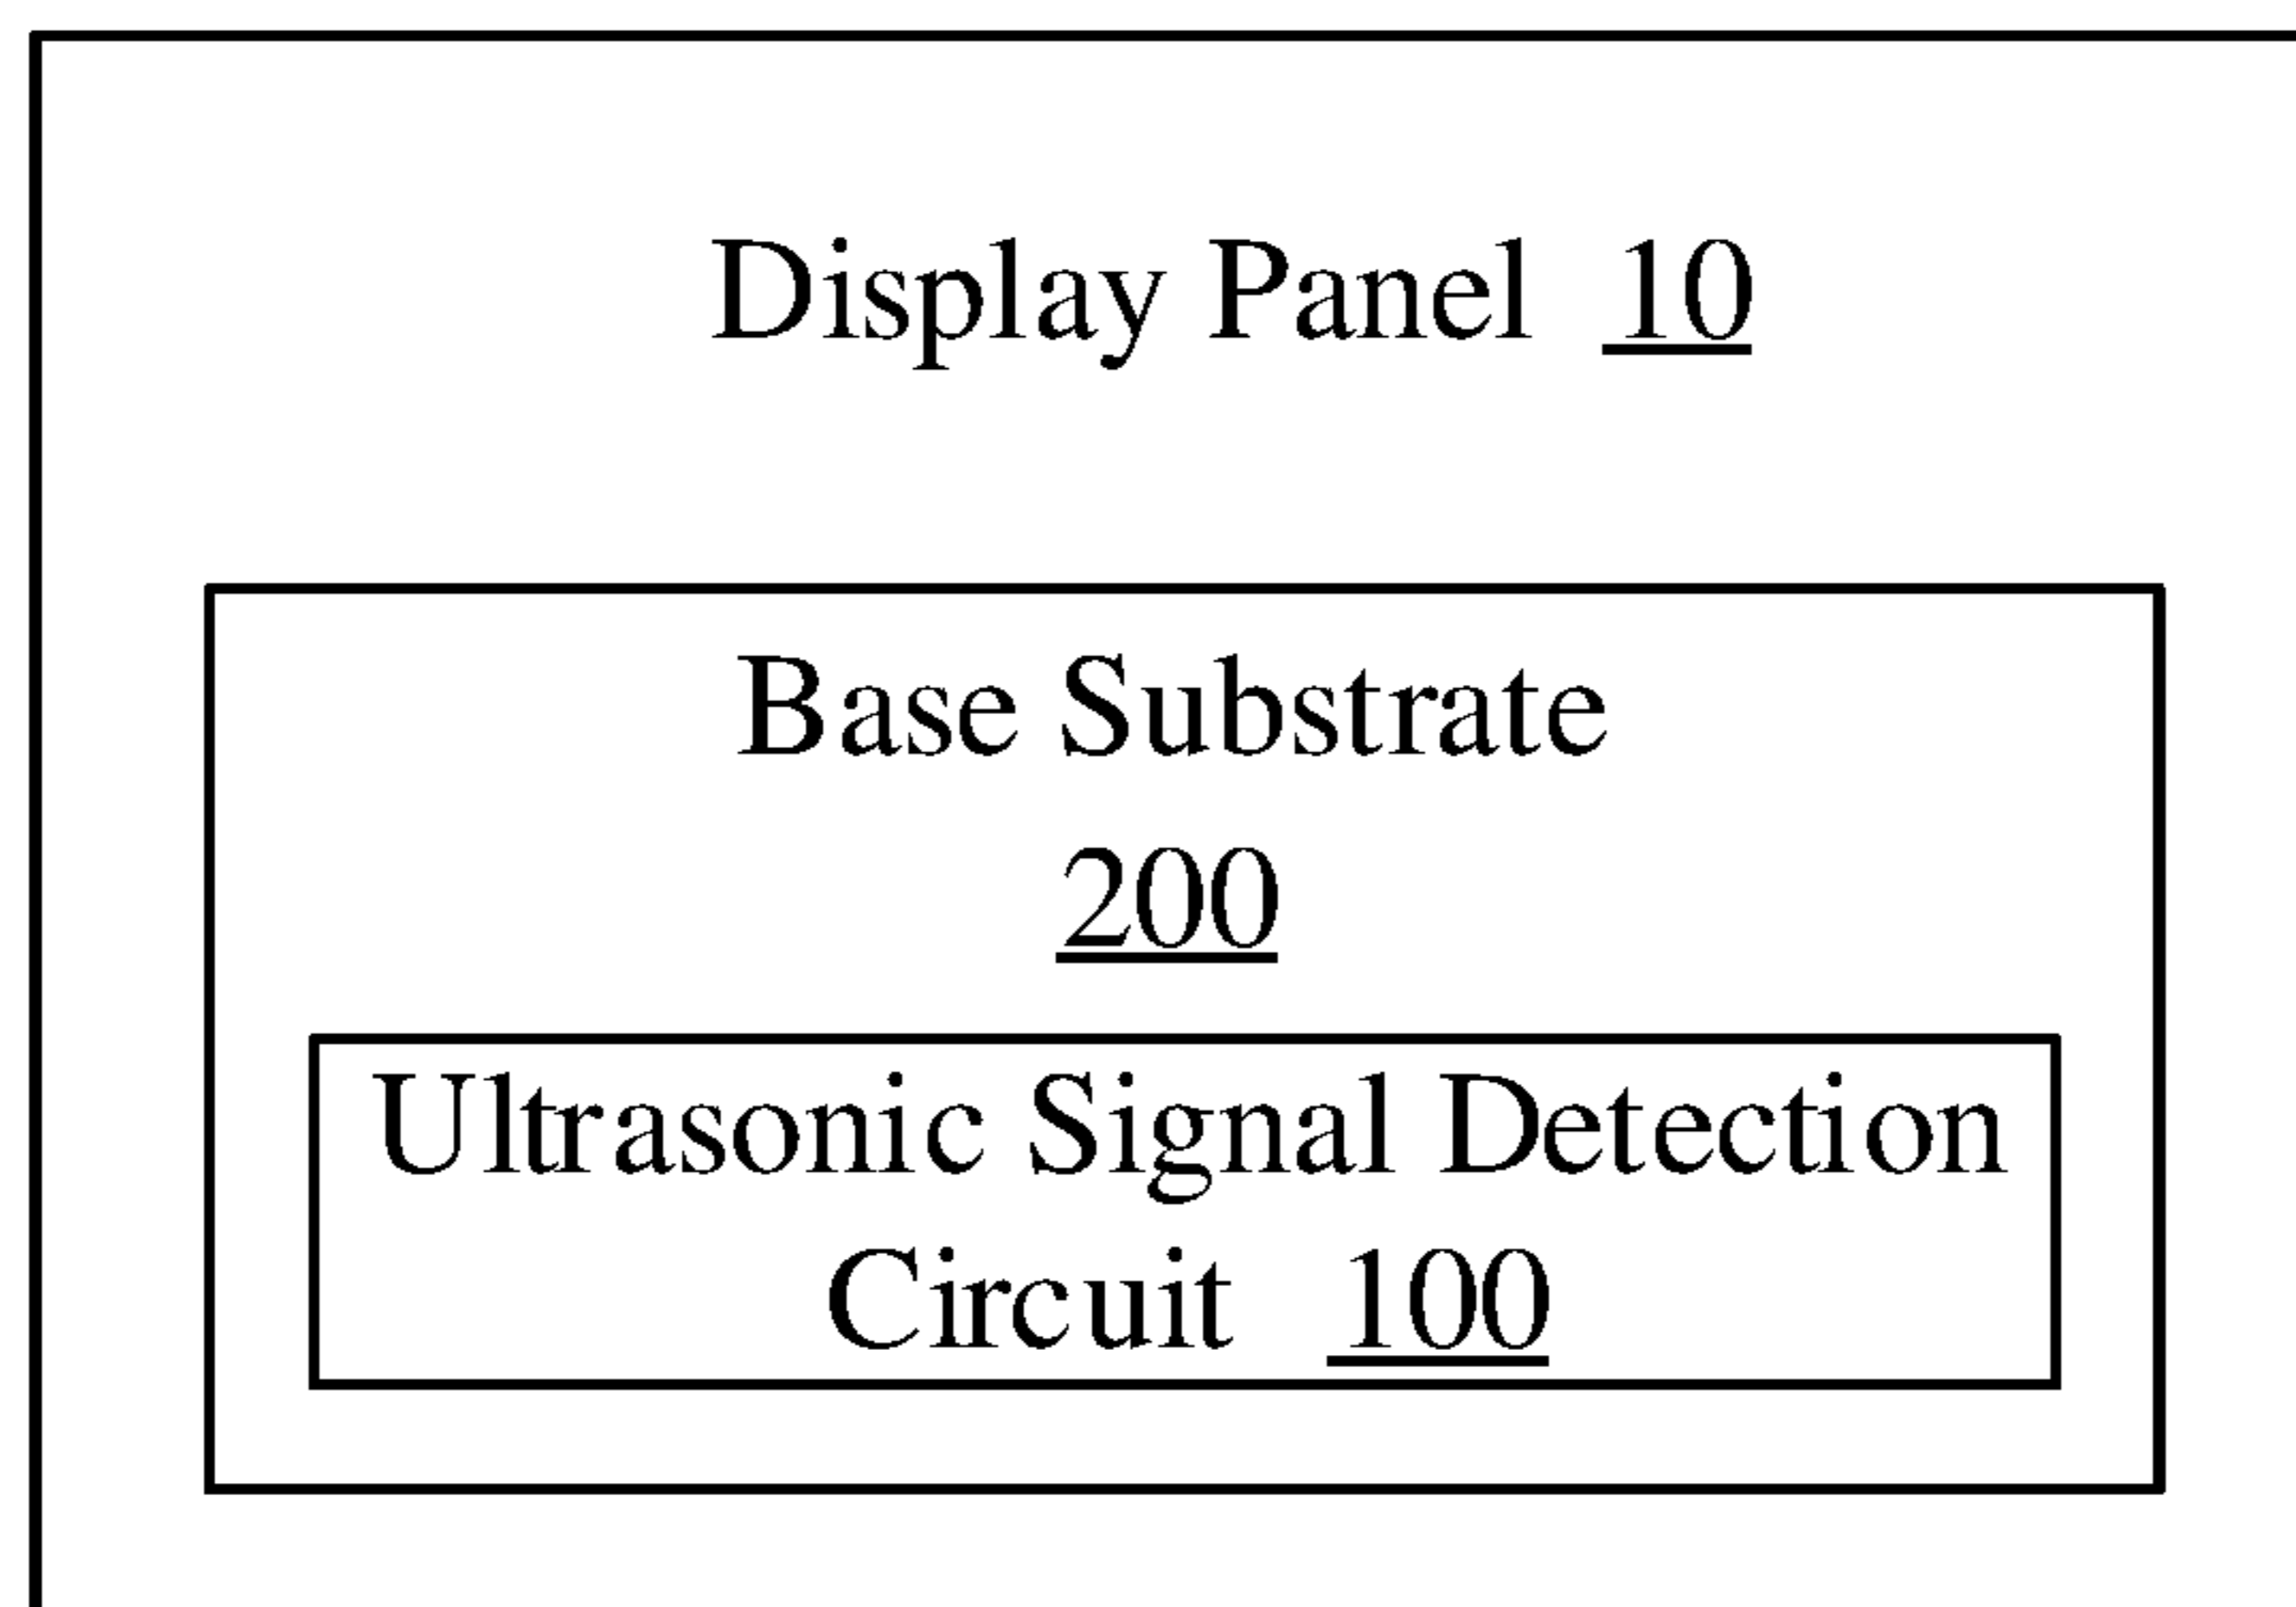 Display Panel 10
Base Substrate
200
Ultrasonic Signal Detection
Circuit 100